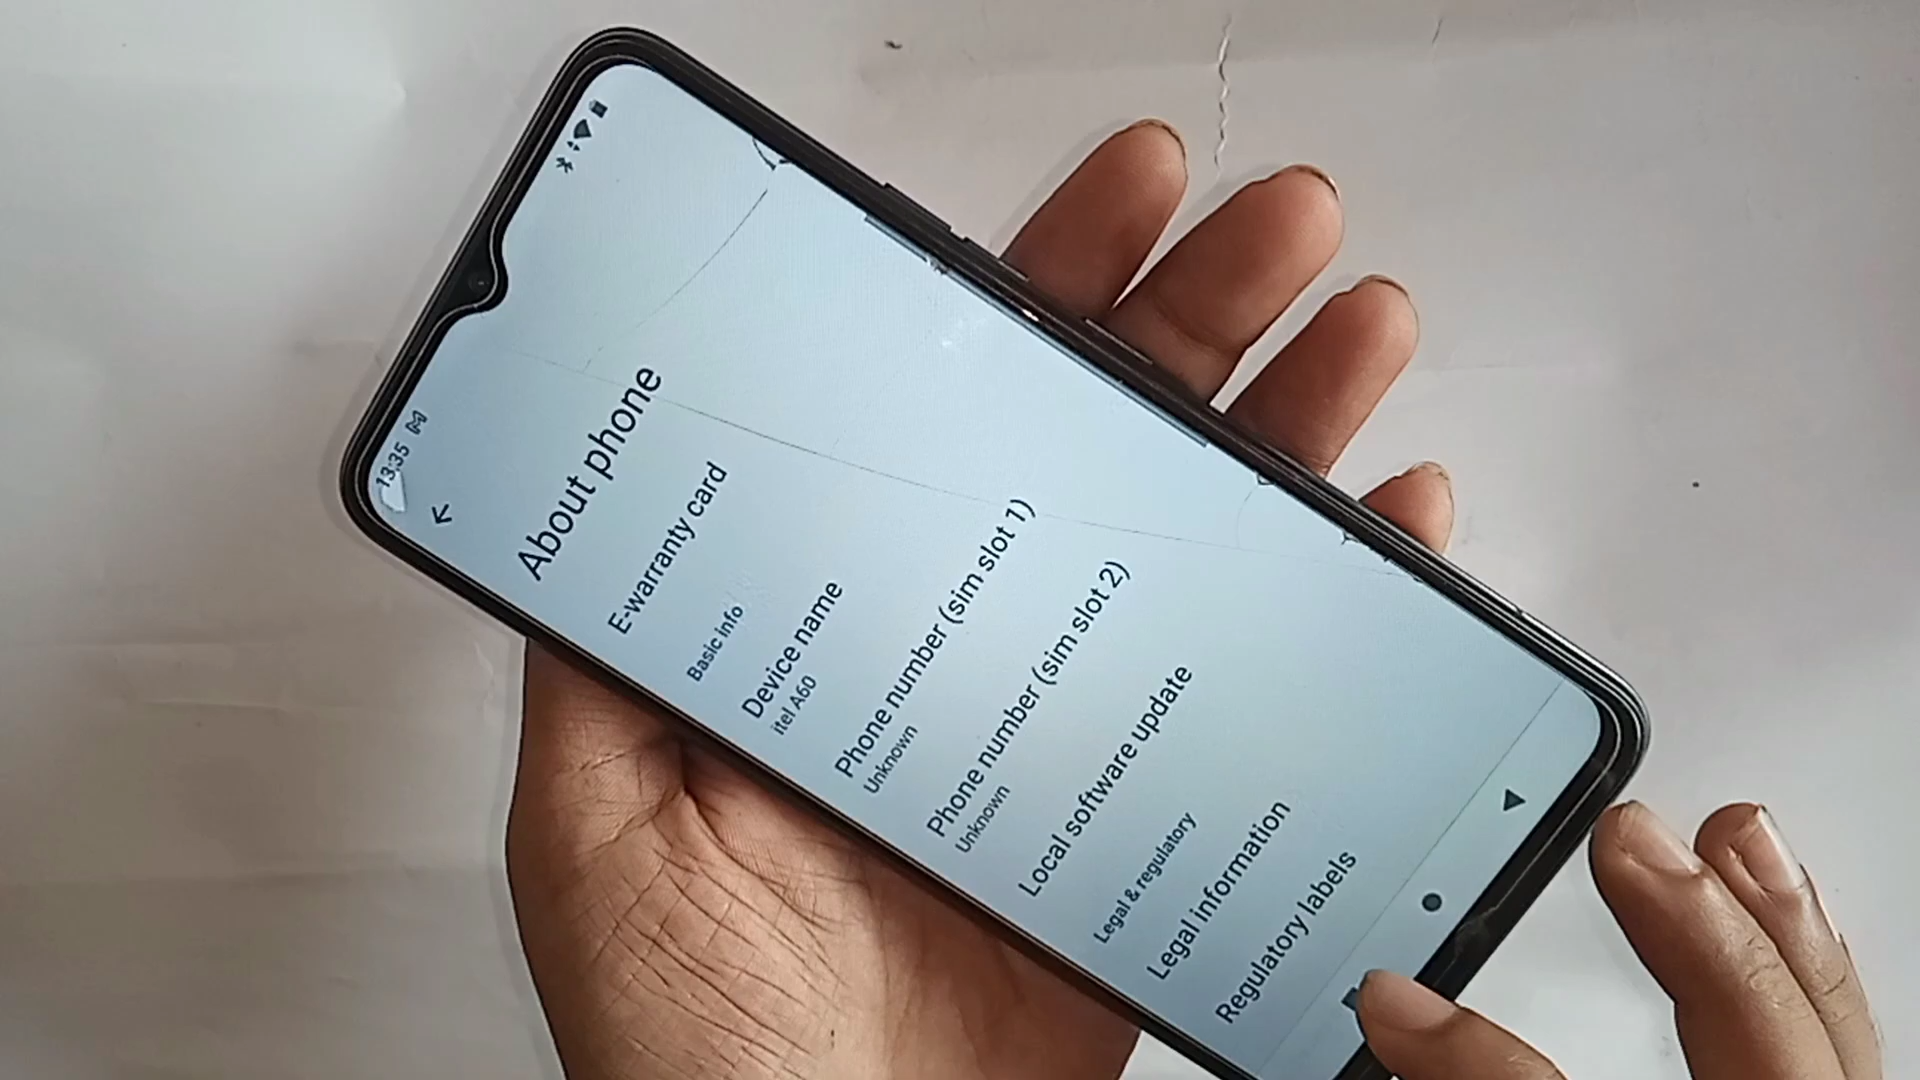 13:35
About phone
E-warranty card
Basic info
Device name
itel A60
Phone number (sim slot 1)
Unknown
Phone number (sim slot 2)
Unknown
Local software update
Legal & regulatory
Legal information
Regulatory labels